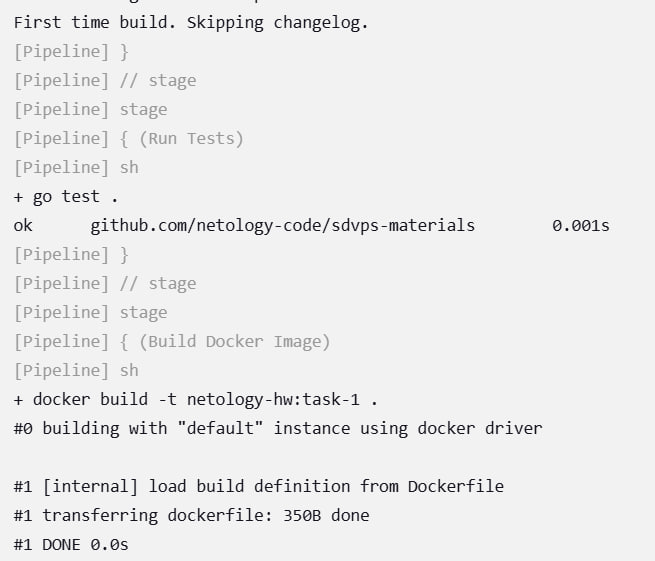 First time build. Skipping changelog.
[Pipeline] }
[Pipeline] // stage
[Pipeline] stage
[Pipeline] { (Run Tests)
[Pipeline] sh
+ go test .
ok      github.com/netology-code/sdvps-materials        0.001s
[Pipeline] }
[Pipeline] // stage
[Pipeline] stage
[Pipeline] { (Build Docker Image)
[Pipeline] sh
+ docker build -t netology-hw:task-1 .
#0 building with "default" instance using docker driver
#1 [internal] load build definition from Dockerfile
#1 transferring dockerfile: 350B done
#1 DONE 0.0s